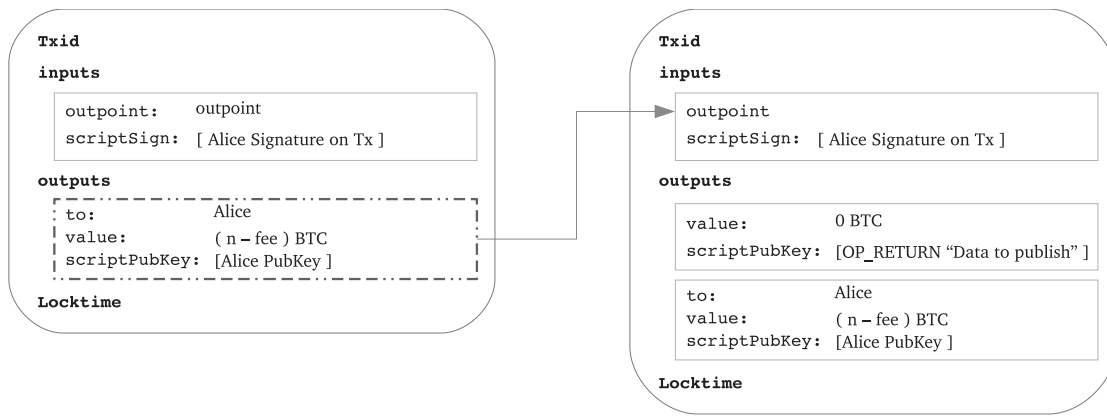 Txid
inputs
outpoint: outpoint
scriptSign: [ Alice Signature on Tx ]
outputs
to: Alice
value: ( n – fee ) BTC
scriptPubKey: [Alice PubKey ]
Locktime
Txid
inputs
outpoint
scriptSign: [ Alice Signature on Tx ]
outputs
value: 0 BTC
scriptPubKey: [OP_RETURN “Data to publish” ]
to: Alice
value: ( n – fee ) BTC
scriptPubKey: [Alice PubKey ]
Locktime